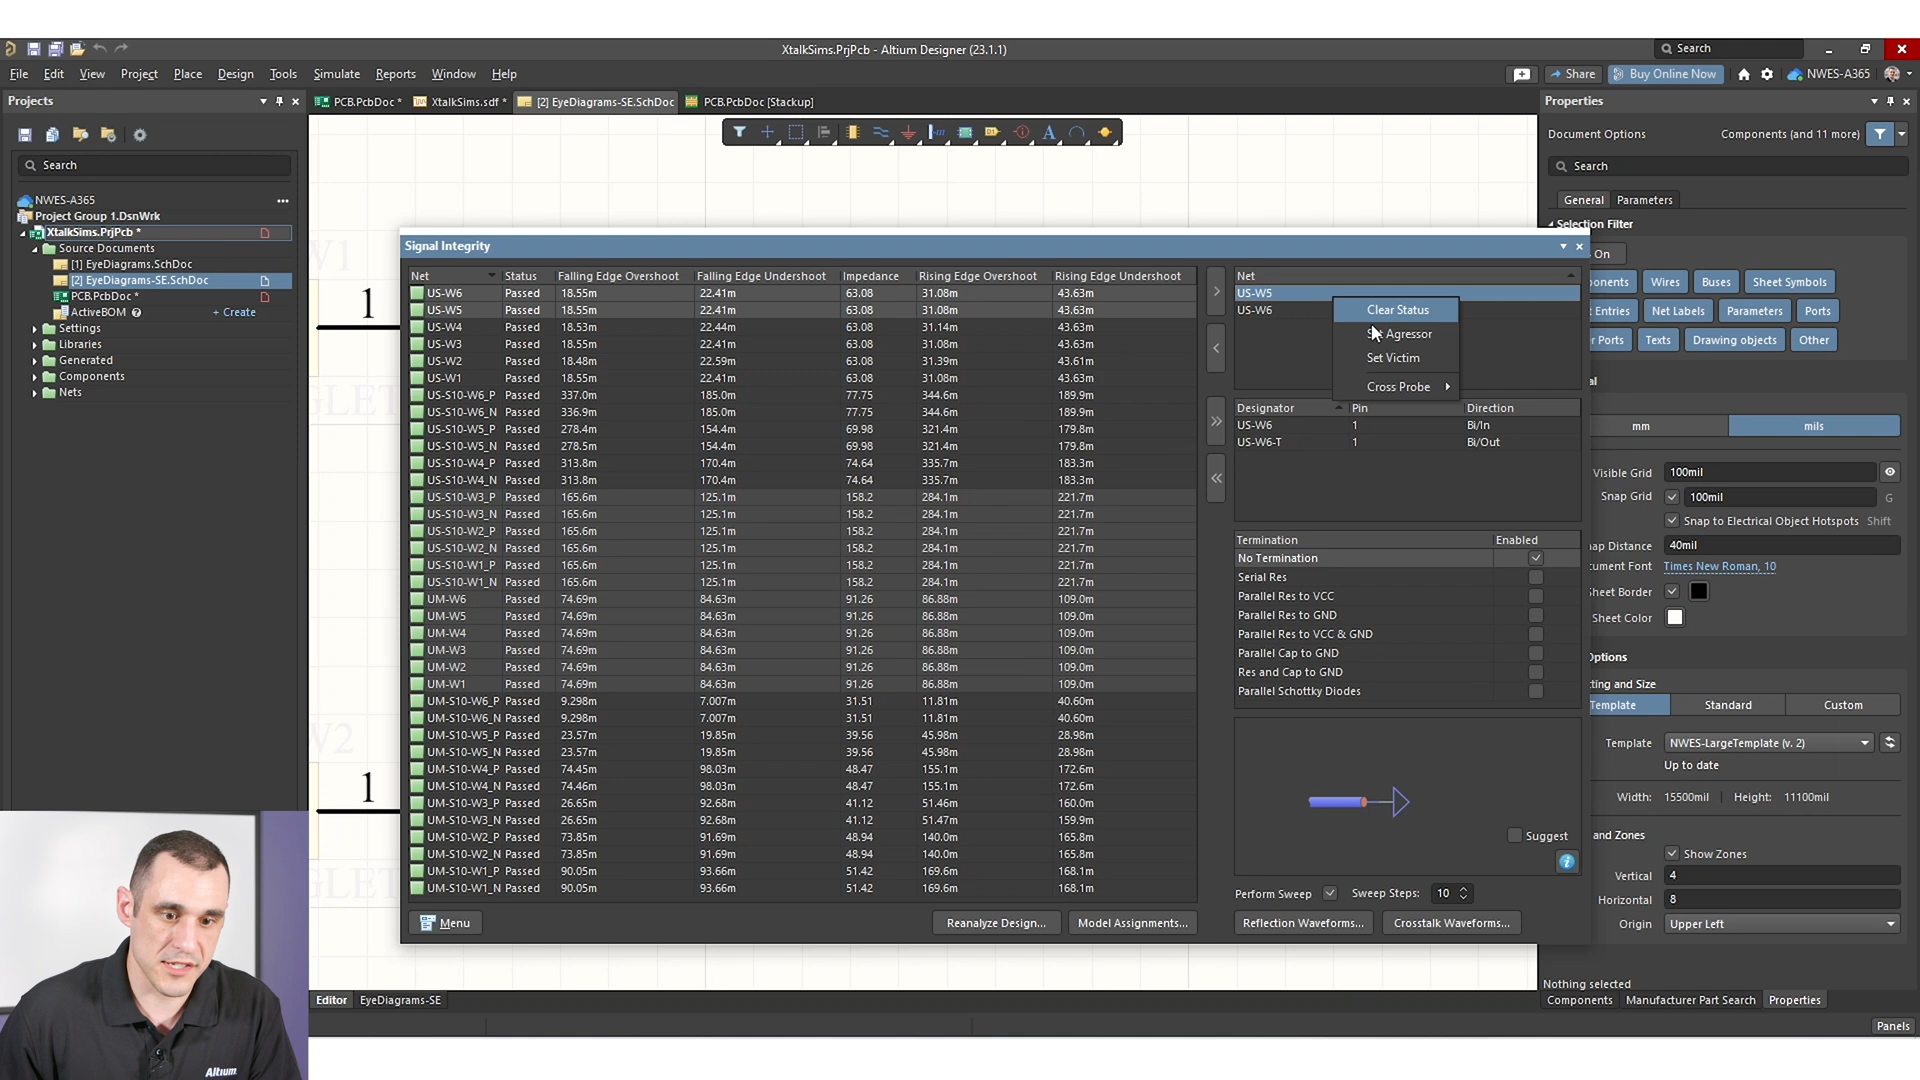 XtalkSims.PrjPcb - Altium Designer (23.1.1)
Search
File Edit View Project Place Design Tools Simulate Reports Window Help
Share
Buy Online Now
NWES-A365
Projects
PCB.PcbDoc *
XtalkSims.sdf *
[2] EyeDiagrams-SE.SchDoc
PCB.PcbDoc [Stackup]
Properties
Document Options
Components (and 11 more)
Search
Search
General
Parameters
NWES-A365
Project Group 1.DsnWrk
XtalkSims.PrjPcb *
Source Documents
[1] EyeDiagrams.SchDoc
[2] EyeDiagrams-SE.SchDoc
PCB.PcbDoc *
ActiveBOM
+ Create
Settings
Libraries
Generated
Components
Nets
1
1
Signal Integrity
Net Status Falling Edge Overshoot Falling Edge Undershoot Impedance Rising Edge Overshoot Rising Edge Undershoot
US-W6 Passed 18.55m 22.41m 63.08 31.08m 43.63m
US-W5 Passed 18.55m 22.41m 63.08 31.08m 43.63m
US-W4 Passed 18.53m 22.44m 63.08 31.14m 43.63m
US-W3 Passed 18.55m 22.41m 63.08 31.08m 43.63m
US-W2 Passed 18.48m 22.59m 63.08 31.39m 43.61m
US-W1 Passed 18.55m 22.41m 63.08 31.08m 43.63m
US-S10-W6_P Passed 337.0m 185.0m 77.75 344.6m 189.9m
US-S10-W6_N Passed 336.9m 185.0m 77.75 344.6m 189.9m
US-S10-W5_P Passed 278.4m 154.4m 69.98 321.4m 179.8m
US-S10-W5_N Passed 278.5m 154.4m 69.98 321.4m 179.8m
US-S10-W4_P Passed 313.8m 170.4m 74.64 335.7m 183.3m
US-S10-W4_N Passed 313.8m 170.4m 74.64 335.7m 183.3m
US-S10-W3_P Passed 165.6m 125.1m 158.2 284.1m 221.7m
US-S10-W3_N Passed 165.6m 125.1m 158.2 284.1m 221.7m
US-S10-W2_P Passed 165.6m 125.1m 158.2 284.1m 221.7m
US-S10-W2_N Passed 165.6m 125.1m 158.2 284.1m 221.7m
US-S10-W1_P Passed 165.6m 125.1m 158.2 284.1m 221.7m
US-S10-W1_N Passed 165.6m 125.1m 158.2 284.1m 221.7m
UM-W6 Passed 74.69m 84.63m 91.26 86.88m 109.0m
UM-W5 Passed 74.69m 84.63m 91.26 86.88m 109.0m
UM-W4 Passed 74.69m 84.63m 91.26 86.88m 109.0m
UM-W3 Passed 74.69m 84.63m 91.26 86.88m 109.0m
UM-W2 Passed 74.69m 84.63m 91.26 86.88m 109.0m
UM-W1 Passed 74.69m 84.63m 91.26 86.88m 109.0m
UM-S10-W6_P Passed 9.298m 7.007m 31.51 11.81m 40.60m
UM-S10-W6_N Passed 9.298m 7.007m 31.51 11.81m 40.60m
UM-S10-W5_P Passed 23.57m 19.85m 39.56 45.98m 28.98m
UM-S10-W5_N Passed 23.57m 19.85m 39.56 45.98m 28.98m
UM-S10-W4_P Passed 74.45m 98.03m 48.47 155.1m 172.6m
UM-S10-W4_N Passed 74.45m 98.03m 48.47 155.1m 172.6m
UM-S10-W3_P Passed 26.65m 92.68m 41.12 51.46m 160.0m
UM-S10-W3_N Passed 26.65m 92.68m 41.12 51.47m 159.9m
UM-S10-W2_P Passed 73.85m 91.69m 48.94 140.0m 165.8m
UM-S10-W2_N Passed 73.85m 91.69m 48.94 140.0m 165.8m
UM-S10-W1_P Passed 90.05m 93.66m 51.42 169.6m 168.1m
UM-S10-W1_N Passed 90.05m 93.66m 51.42 169.6m 168.1m
Menu
Reanalyze Design...
Model Assignments...
Net
US-W5
US-W6
Clear Status
Agressor
Set Victim
Cross Probe
Designator Pin Direction
US-W6 1 Bi/In
US-W6-T 1 Bi/Out
Termination Enabled
No Termination
Serial Res
Parallel Res to VCC
Parallel Res to GND
Parallel Res to VCC & GND
Parallel Cap to GND
Res and Cap to GND
Parallel Schottky Diodes
Suggest
Perform Sweep
Sweep Steps: 10
Reflection Waveforms...
Crosstalk Waveforms...
Selection Filter
On
Wires
Buses
Sheet Symbols
Entries
Net Labels
Parameters
Ports
Ports
Texts
Drawing objects
Other
mm
mils
Visible Grid 100mil
Snap Grid 100mil G
Snap to Electrical Object Hotspots Shift
Distance 40mil
Font Times New Roman, 10
Sheet Border
Sheet Color
Options
and Size
Template
Standard
Custom
Template NWES-LargeTemplate (v. 2)
Up to date
Width: 15500mil Height: 11100mil
and Zones
Show Zones
Vertical 4
Horizontal 8
Origin Upper Left
Nothing selected
Components Manufacturer Part Search Properties
Editor EyeDiagrams-SE
Panels
Altium